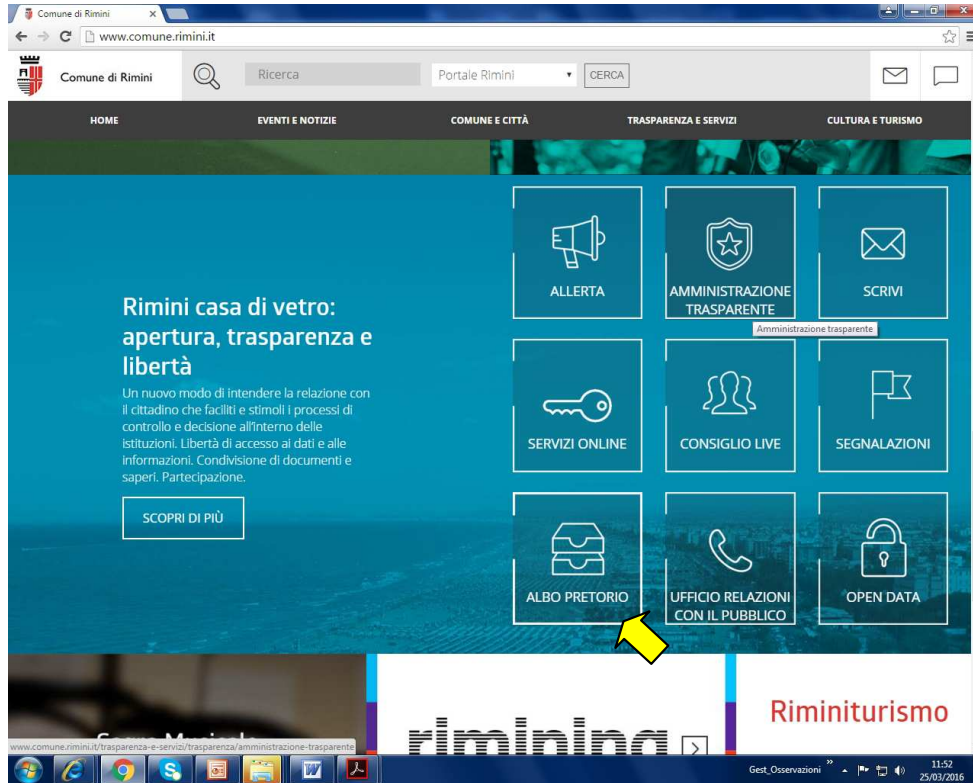 Comune di Rimini
www.comune.rimini.it
Comune di Rimini
Ricerca
Portale Rimini
CERCA
HOME
EVENTI E NOTIZIE
COMUNE E CITTÀ
TRASPARENZA E SERVIZI
CULTURA E TURISMO
Rimini casa di vetro:
apertura, trasparenza e
libertà
Un nuovo modo di intendere la relazione con
il cittadino che faciliti e stimoli i processi di
controllo e decisione all'interno delle
istituzioni. Libertà di accesso ai dati e alle
informazioni. Condivisione di documenti e
saperi. Partecipazione.
SCOPRI DI PIÙ
ALLERTA
AMMINISTRAZIONE
TRASPARENTE
SCRIVI
Amministrazione trasparente
SERVIZI ONLINE
CONSIGLIO LIVE
SEGNALAZIONI
ALBO PRETORIO
UFFICIO RELAZIONI
CON IL PUBBLICO
OPEN DATA
rimining
Riminiturismo
www.comune.rimini.it/trasparenza-e-servizi/trasparenza/amministrazione-trasparente
Gest_Osservazioni
11:52
25/03/2016